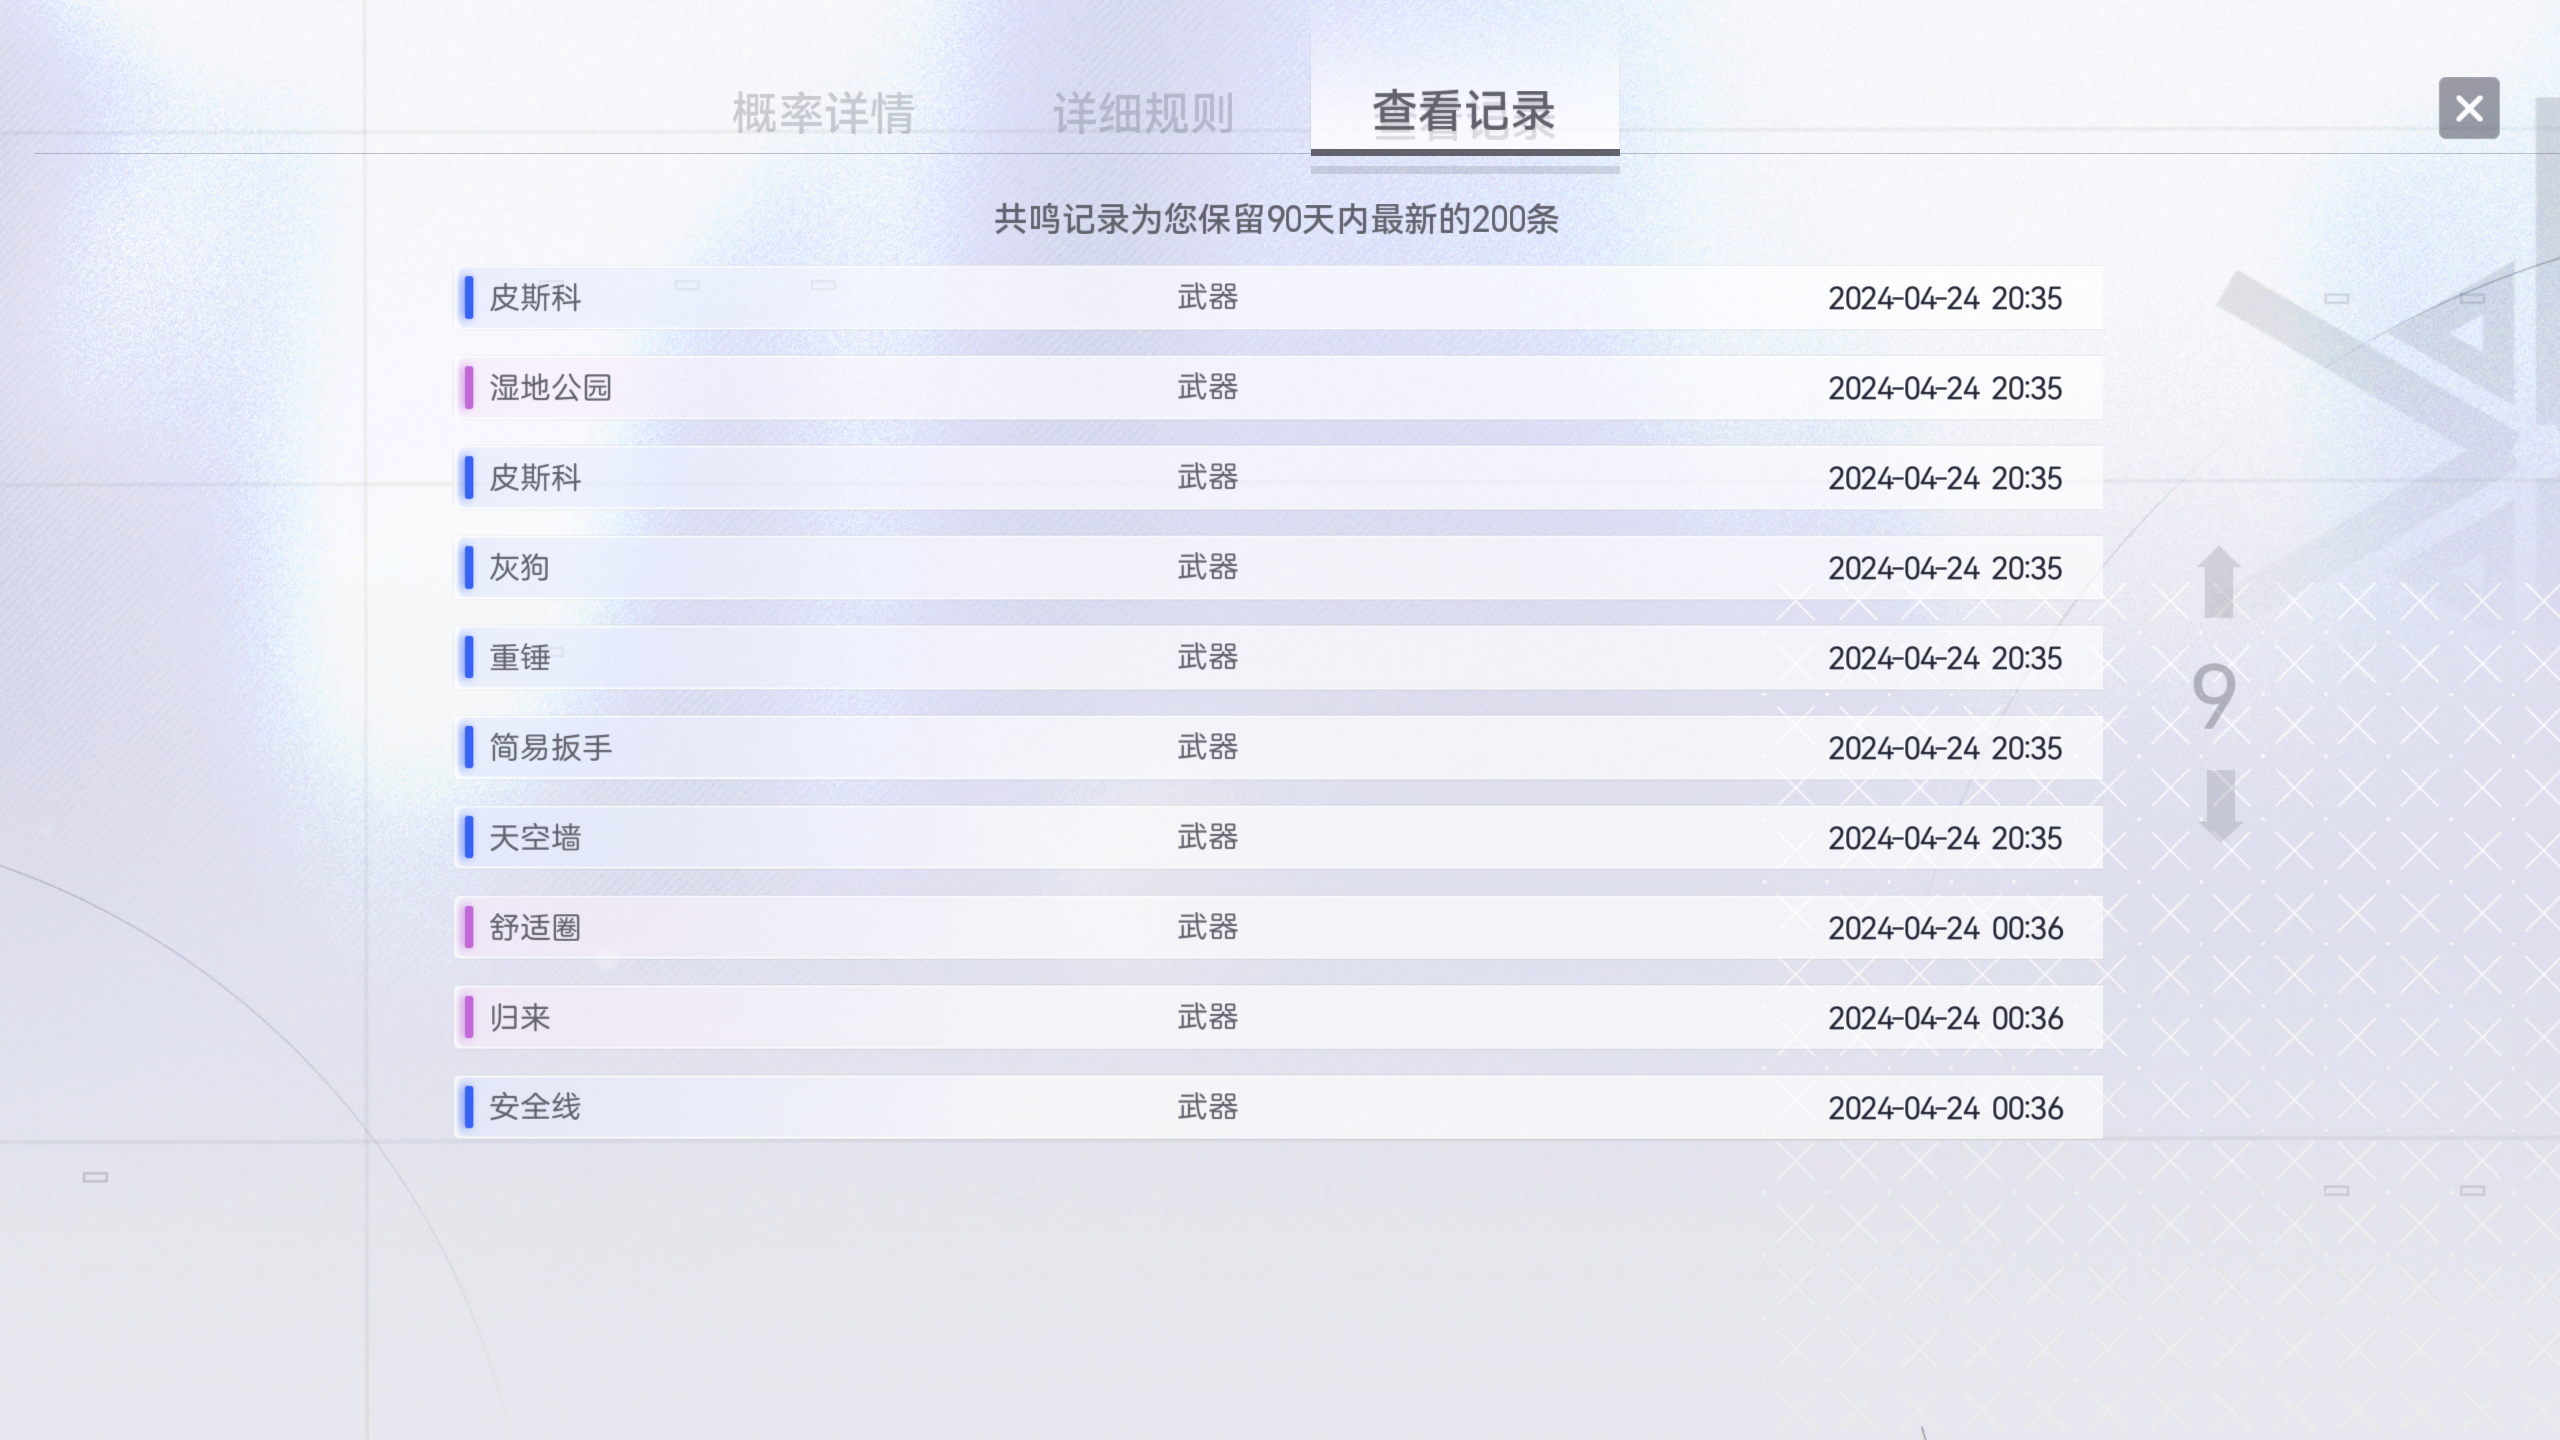 概率详情 详细规则 查看记录
共鸣记录为您保留90天内最新的200条
皮斯科 武器 2024-04-24 20:35
湿地公园 武器 2024-04-24 20:35
皮斯科 武器 2024-04-24 20:35
灰狗 武器 2024-04-24 20:35
重锤 武器 2024-04-24 20:35
简易扳手 武器 2024-04-24 20:35
天空墙 武器 2024-04-24 20:35
舒适圈 武器 2024-04-24 00:36
归来 武器 2024-04-24 00:36
安全线 武器 2024-04-24 00:36
9